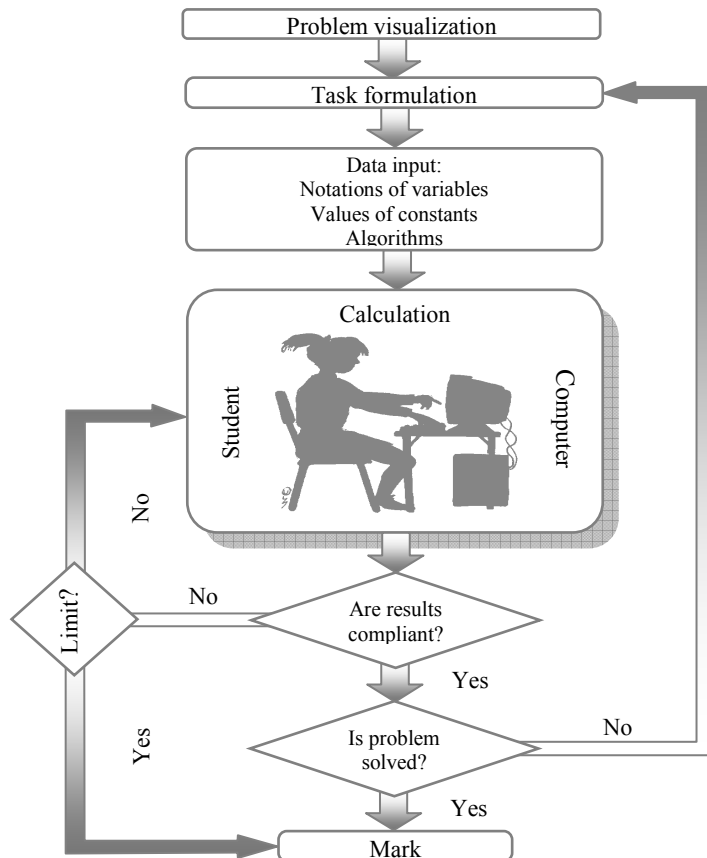 Problem visualization
Task formulation
Data input:
Notations of variables
Values of constants
Algorithms
Calculation
Student
Computer
No
Limit?
No
Are results
compliant?
Yes
Yes
Is problem
solved?
No
Yes
Mark